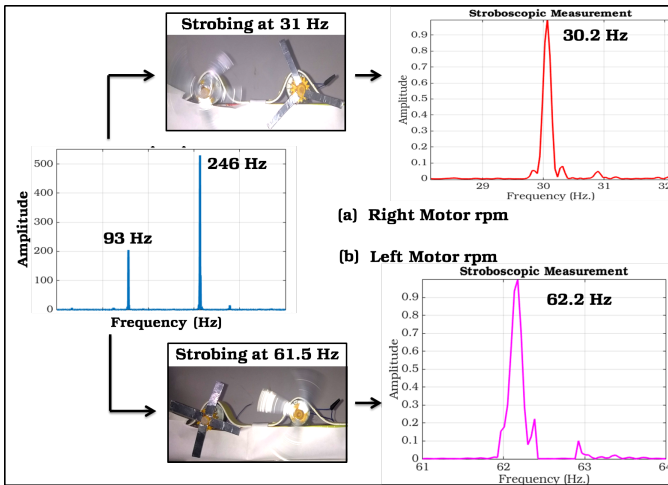 Strobing at 31 Hz
Stroboscopic Measurement
30.2 Hz
Amplitude
0.9
0.8
0.7
0.6
0.5
0.4
0.3
0.2
0.1
0
29
30
31
32
Frequency (Hz.)
(a) Right Motor rpm
500
400
300
200
100
0
Amplitude
246 Hz
93 Hz
Frequency (Hz)
(b) Left Motor rpm
Stroboscopic Measurement
62.2 Hz
Amplitude
0.9
0.8
0.7
0.6
0.5
0.4
0.3
0.2
0.1
0
61
62
63
64
Frequency (Hz.)
Strobing at 61.5 Hz